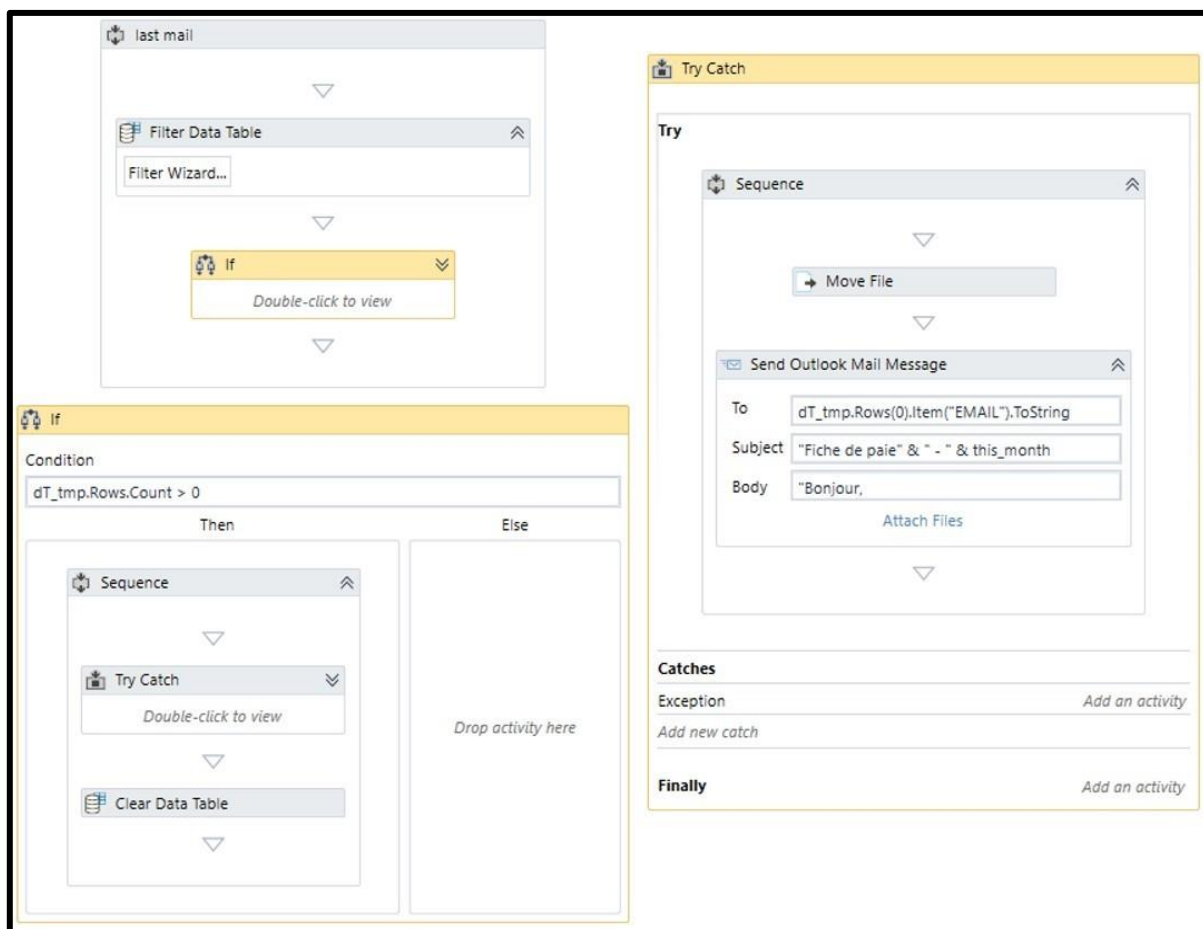 last mail
Filter Data Table
Filter Wizard...
If
Double-click to view
If
Condition
dT_tmp.Rows.Count > 0
Then
Else
Sequence
Try Catch
Double-click to view
Clear Data Table
Drop activity here
Try Catch
Try
Sequence
Move File
Send Outlook Mail Message
To
dT_tmp.Rows(0).Item("EMAIL").ToString
Subject
"Fiche de paie" & " - " & this_month
Body
"Bonjour,
Attach Files
Catches
Exception
Add an activity
Add new catch
Finally
Add an activity